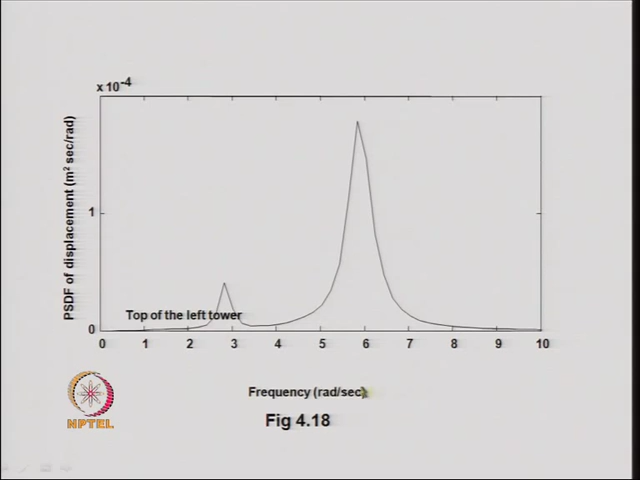 x 10-4
PSDF of displacement (m2 sec/rad)
1
0
Top of the left tower
0 1 2 3 4 5 6 7 8 9 10
Frequency (rad/sec)
Fig 4.18
NPTEL